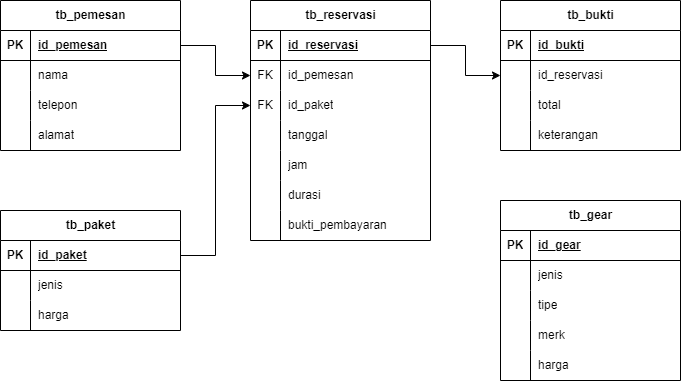 tb_pemesan
PK id_pemesan
nama
telepon
alamat
tb_reservasi
PK id_reservasi
FK id_pemesan
FK id_paket
tanggal
jam
durasi
bukti_pembayaran
tb_bukti
PK id_bukti
id_reservasi
total
keterangan
tb_paket
PK id_paket
jenis
harga
tb_gear
PK id_gear
jenis
tipe
merk
harga